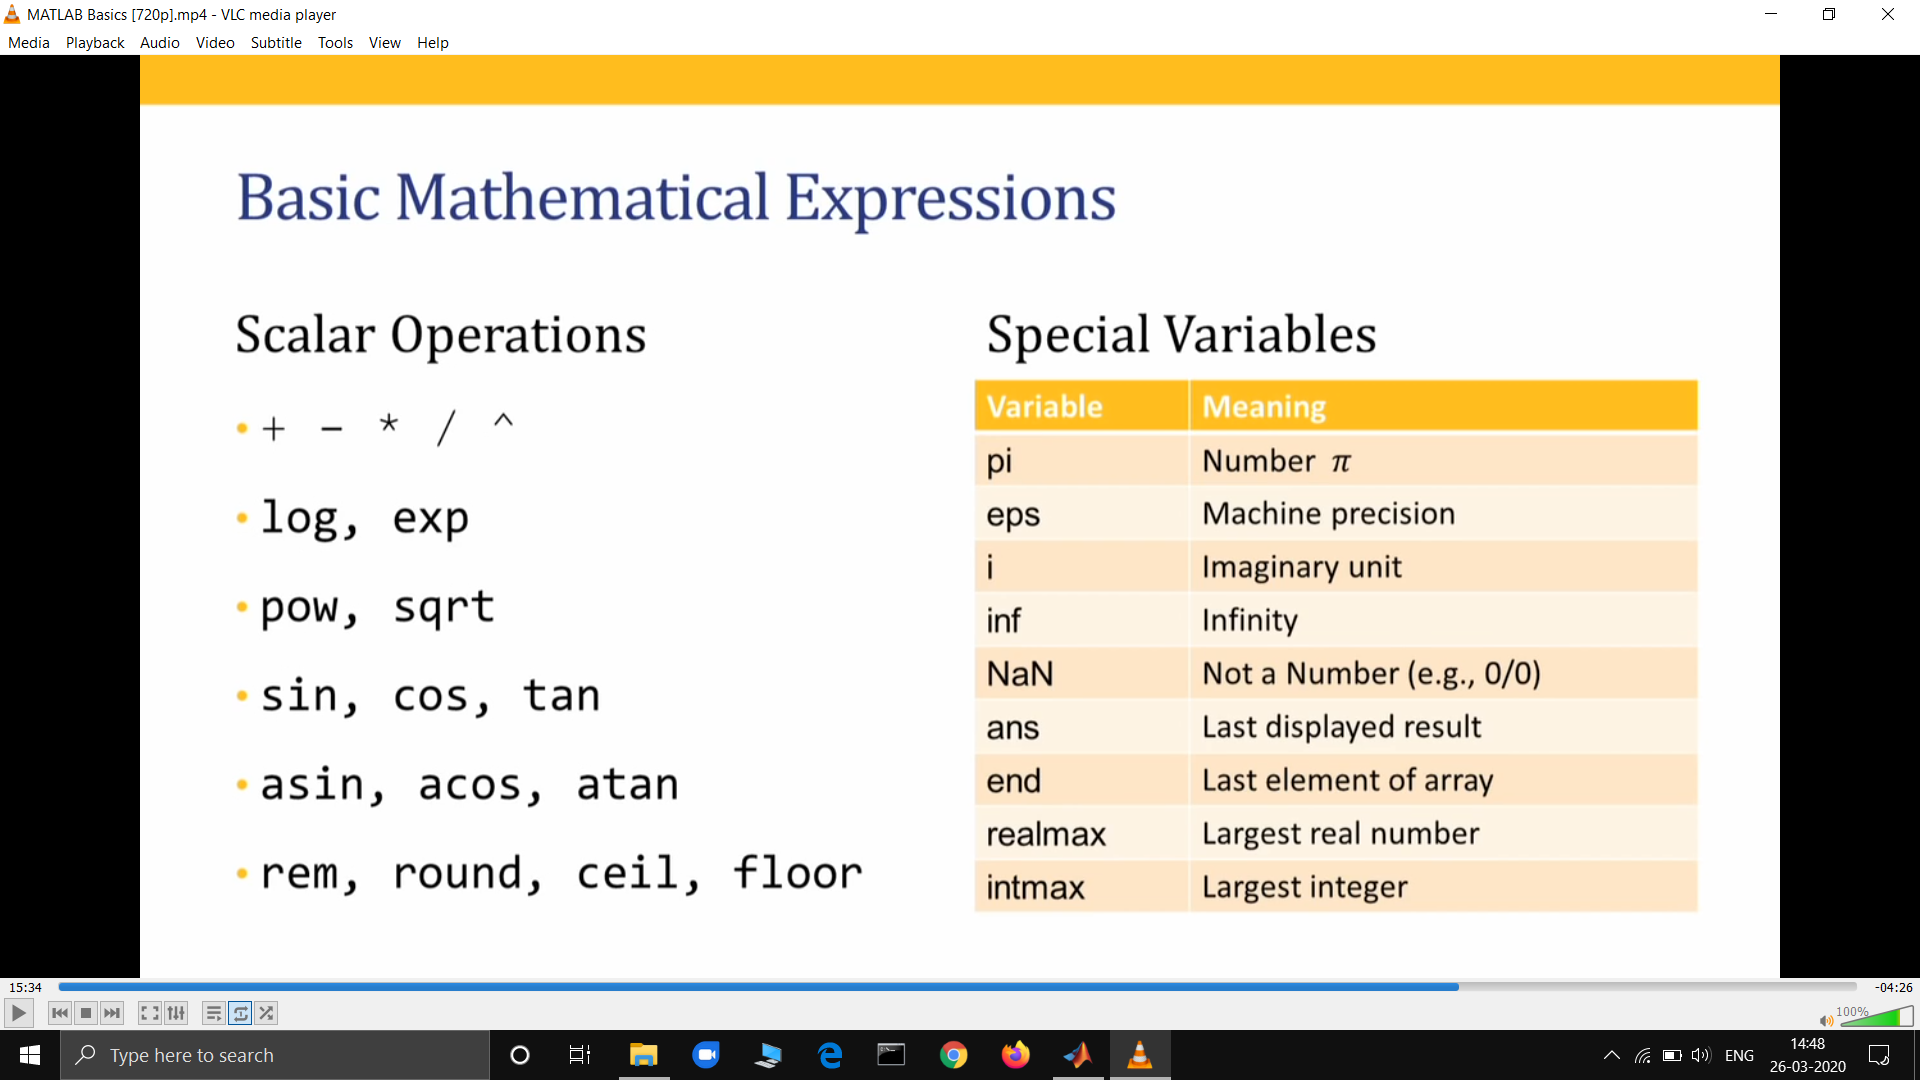 MATLAB Basics [720p].mp4 - VLC media player
Media Playback Audio Video Subtitle Tools View Help
Basic Mathematical Expressions
Scalar Operations
• + - * / ^
• log, exp
• pow, sqrt
• sin, cos, tan
• asin, acos, atan
• rem, round, ceil, floor
Special Variables
Variable Meaning
pi Number π
eps Machine precision
i Imaginary unit
inf Infinity
NaN Not a Number (e.g., 0/0)
ans Last displayed result
end Last element of array
realmax Largest real number
intmax Largest integer
15:34 -04:26
100%
Type here to search
ENG
14:48
26-03-2020